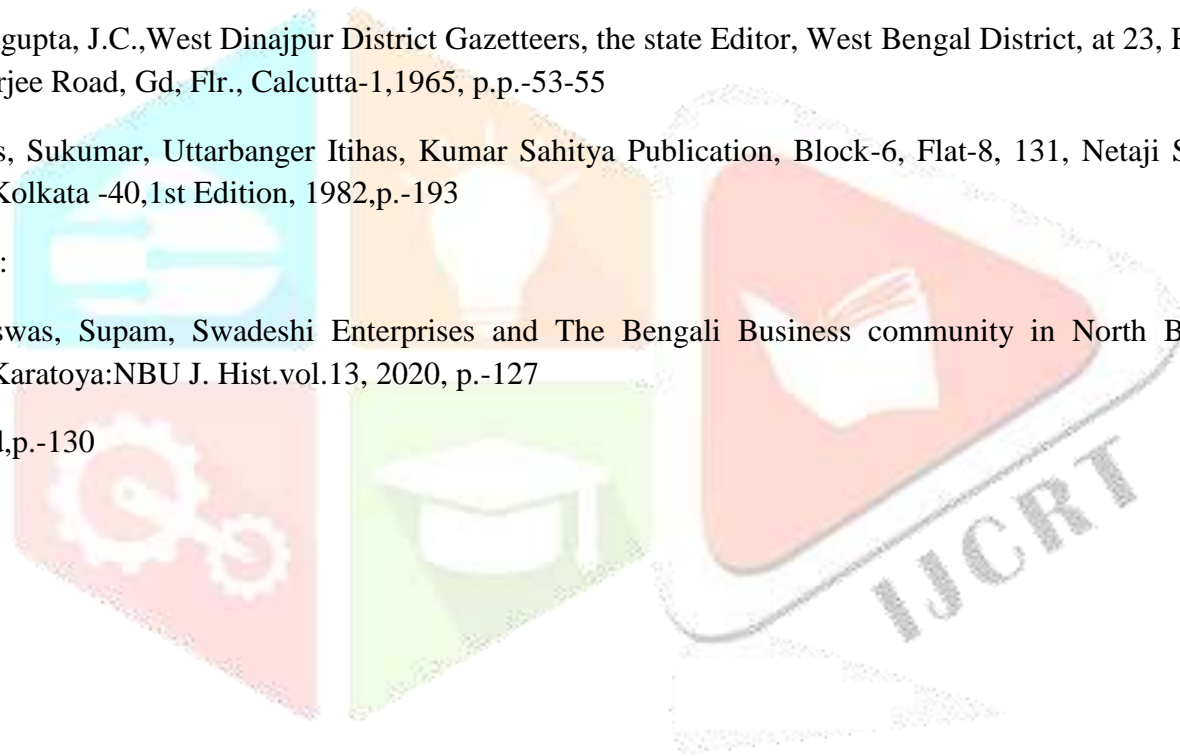 gupta, J.C.,West Dinajpur District Gazetteers, the state Editor, West Bengal District, at 23,
rjee Road, Gd, Flr., Calcutta-1,1965, p.p.-53-55
s, Sukumar, Uttarbanger Itihas, Kumar Sahitya Publication, Block-6, Flat-8, 131, Netaji S
Kolkata -40,1st Edition, 1982,p.-193
:
swas, Supam, Swadeshi Enterprises and The Bengali Business community in North B
Karatoya:NBU J. Hist.vol.13, 2020, p.-127
,p.-130
IJCRT